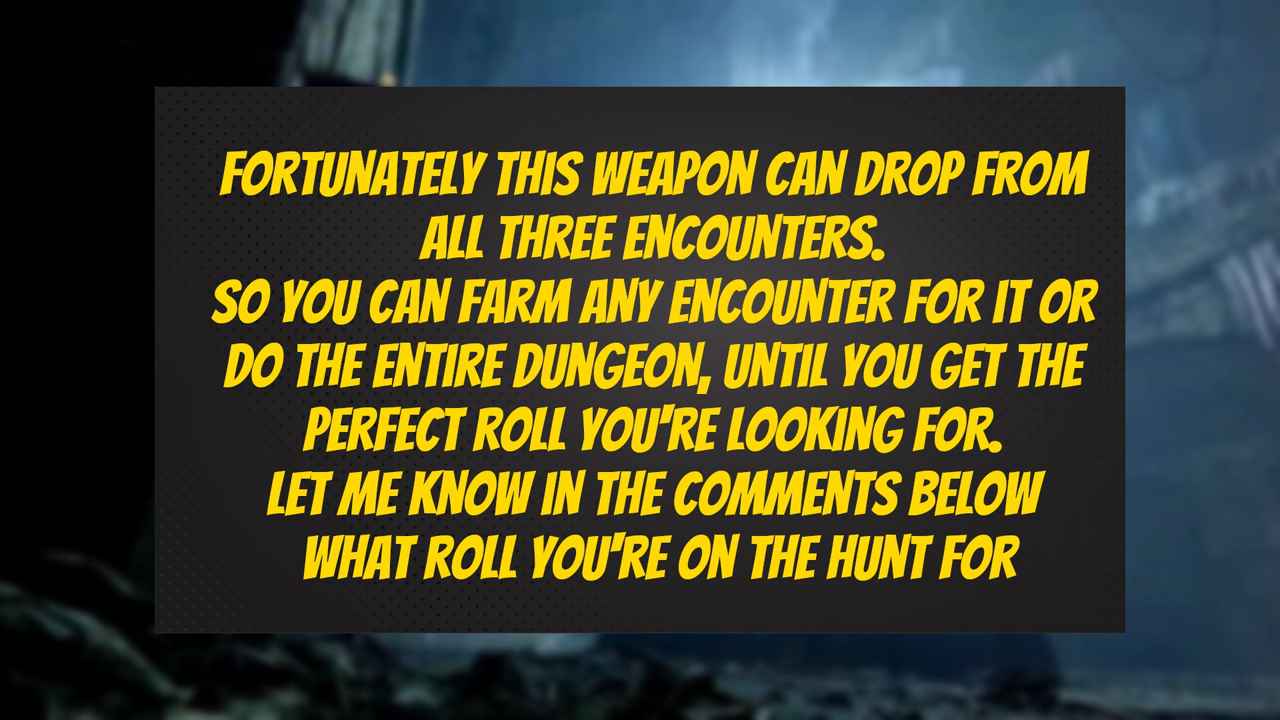 FORTUNATELY THIS WEAPON CAN DROP FROM
ALL THREE ENCOUNTERS.
SO YOU CAN FARM ANY ENCOUNTER FOR IT OR
DO THE ENTIRE DUNGEON, UNTIL YOU GET THE
PERFECT ROLL YOU'RE LOOKING FOR.
LET ME KNOW IN THE COMMENTS BELOW
WHAT ROLL YOU'RE ON THE HUNT FOR